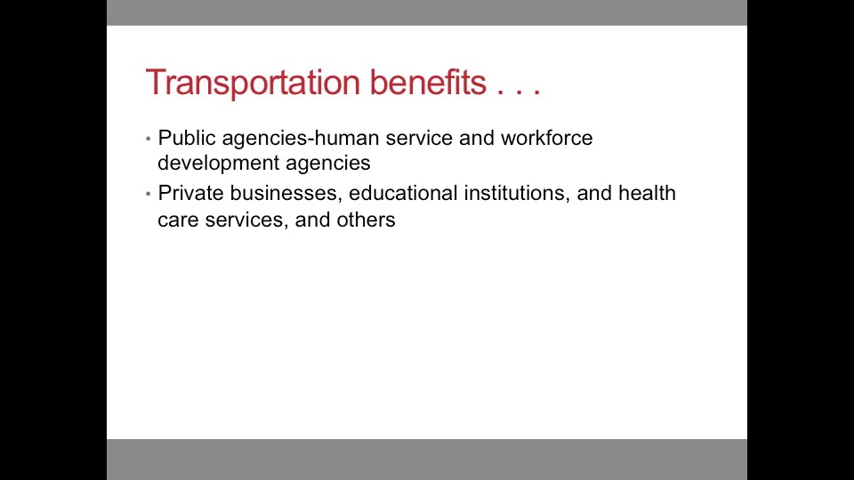 Transportation benefits . . .
• Public agencies-human service and workforce
development agencies
• Private businesses, educational institutions, and health
care services, and others